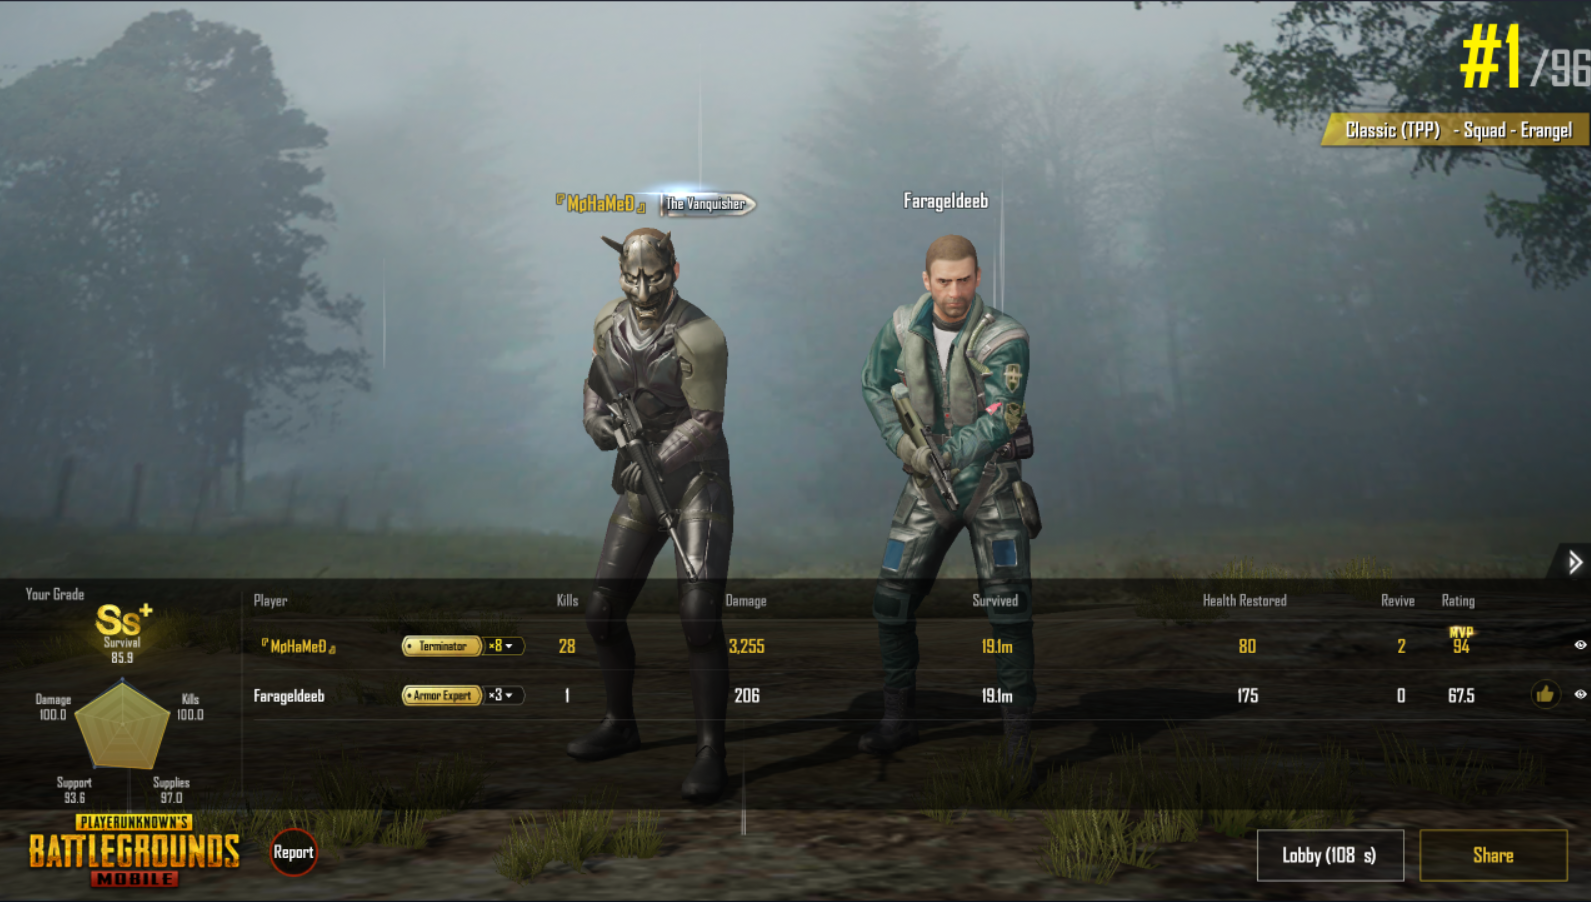 #1/96
Classic (TPP) - Squad - Erangel
『MøHaMeĐ』 The Vanquisher
Farageldeeb
Your Grade
Ss+
Survival
85.9
Damage
100.0
Kills
100.0
Support
93.6
Supplies
97.0
Player Kills Damage Survived Health Restored Revive Rating
MVP
『MøHaMeĐ』 Terminator ×8 28 3,255 19.1m 80 2 94
Farageldeeb Armor Expert ×3 1 206 19.1m 175 0 67.5
PLAYERUNKNOWN'S
BATTLEGROUNDS
MOBILE
Report
Lobby (108 s)
Share